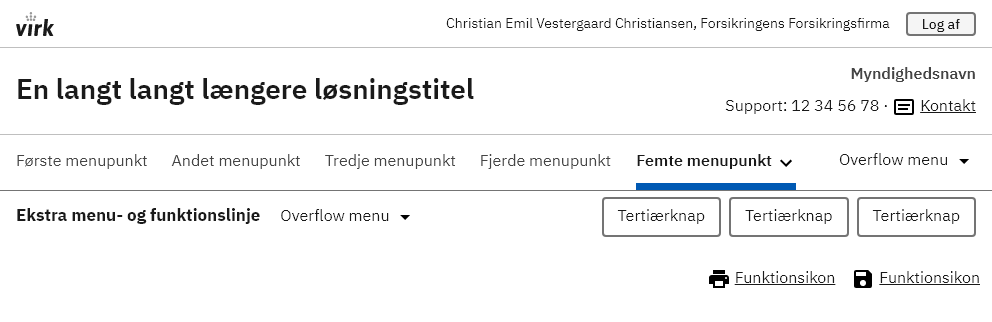 virk Christian Emil Vestergaard Christiansen, Forsikringens Forsikringsfirma Log af
Myndighedsnavn
En langt langt længere løsningstitel
Support: 12 34 56 78 · Kontakt
Første menupunkt Andet menupunkt Tredje menupunkt Fjerde menupunkt Femte menupunkt Overflow menu
Ekstra menu- og funktionslinje Overflow menu Tertiærknap Tertiærknap Tertiærknap
Funktionsikon Funktionsikon